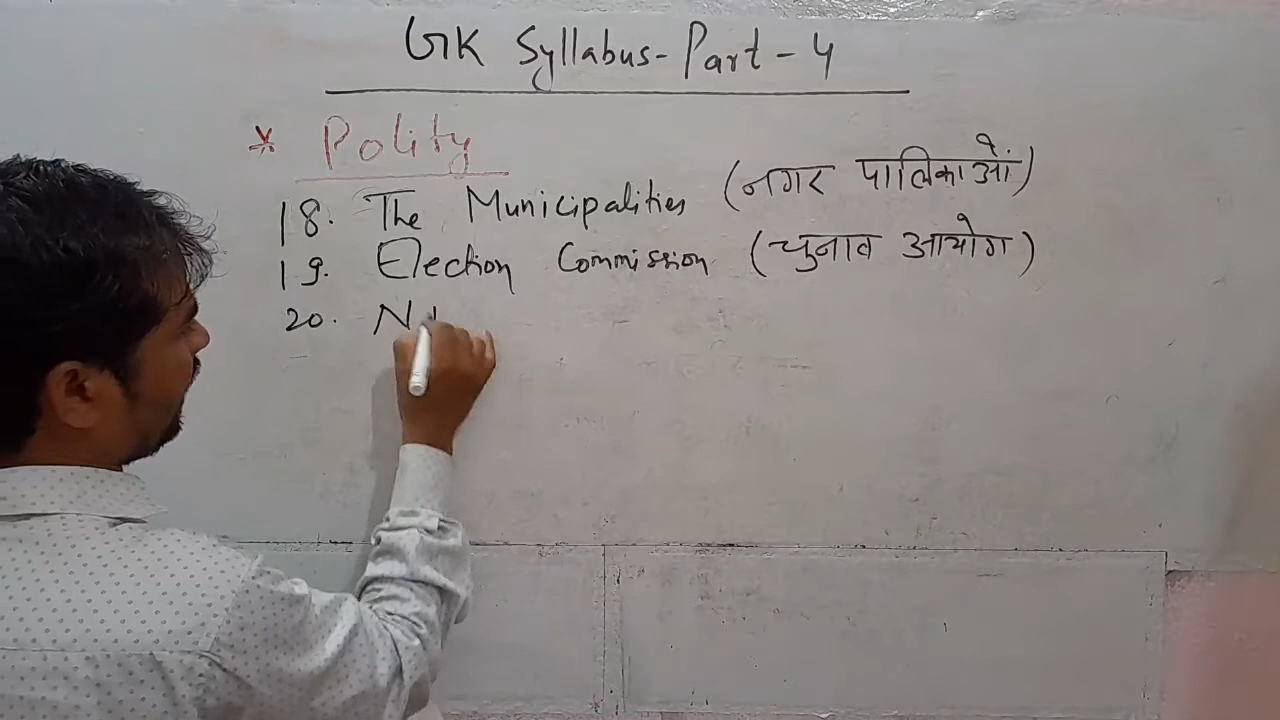 GK Syllabus - Part - 4
* Polity
18. The Municipalities (नगर पालिकाओं)
19. Election Commission (चुनाव आयोग)
20. N